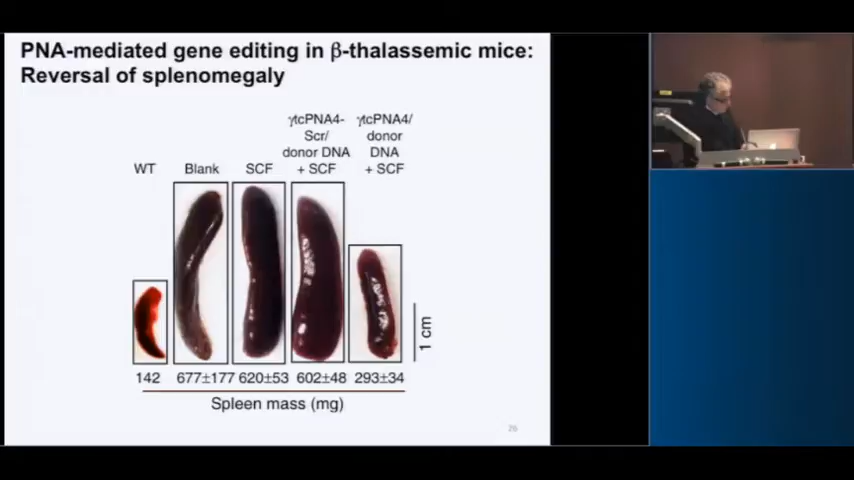 PNA-mediated gene editing in β-thalassemic mice:
Reversal of splenomegaly
WT
Blank
SCF
γtcPNA4-
Scr/
donor DNA
+ SCF
γtcPNA4/
donor
DNA
+ SCF
1 cm
142 677±177 620±53 602±48 293±34
Spleen mass (mg)
26